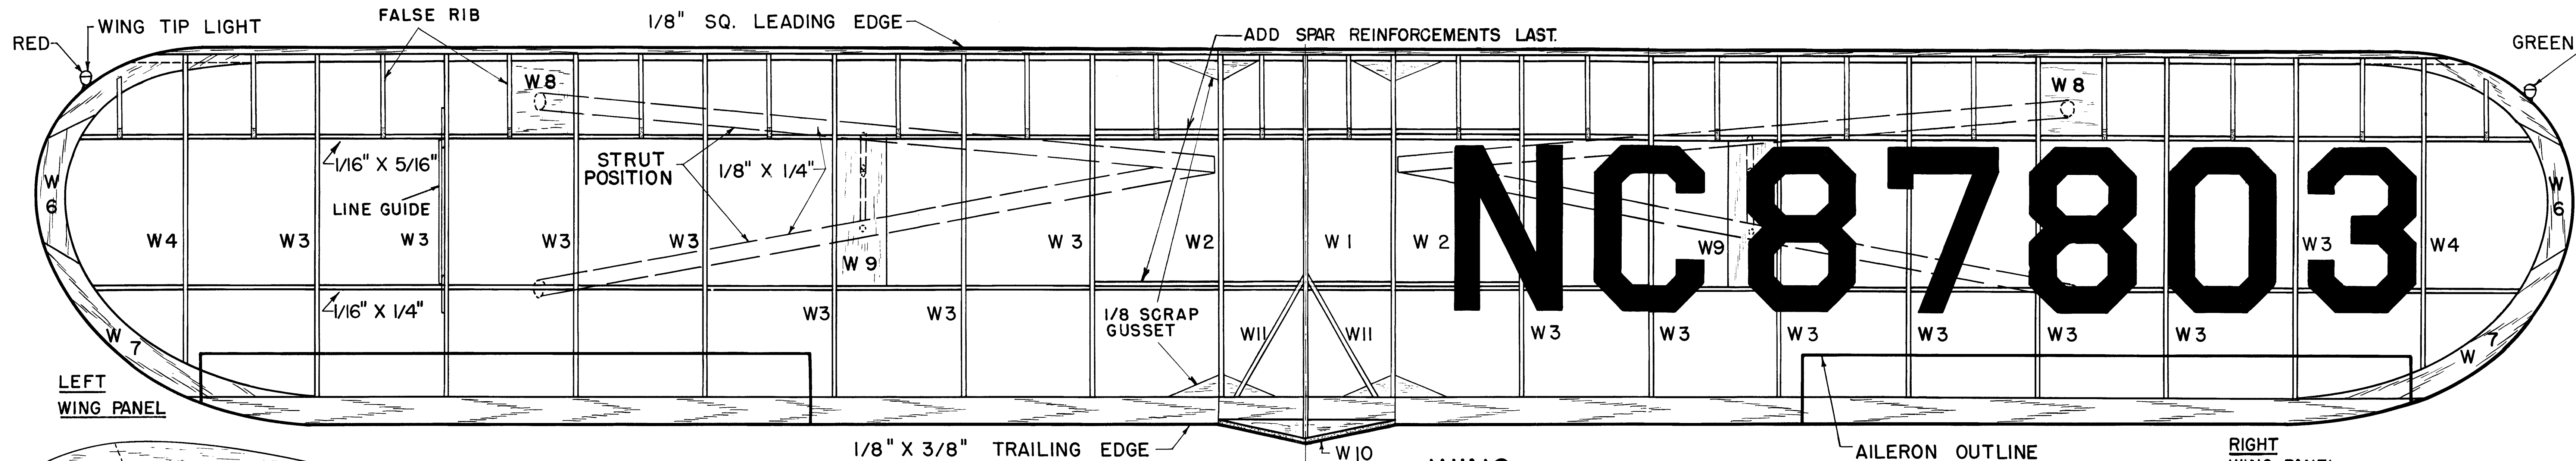 FALSE RIB
WING TIP LIGHT
RED
1/8" SQ. LEADING EDGE
ADD SPAR REINFORCEMENTS LAST.
GREEN
W 8
W 8
1/16" X 5/16"
STRUT
POSITION
1/8" X 1/4"
LINE GUIDE
W
6
W
6
NC87803
W4
W3
W3
W3
W3
W 3
W2
W 1
W 2
W9
W3
W4
W 9
1/16" X 1/4"
W3
W3
1/8 SCRAP
GUSSET
W11
W11
W3
W3
W3
W3
W3
W3
W 7
W 7
LEFT
WING PANEL
1/8" X 3/8" TRAILING EDGE
W10
AILERON OUTLINE
RIGHT